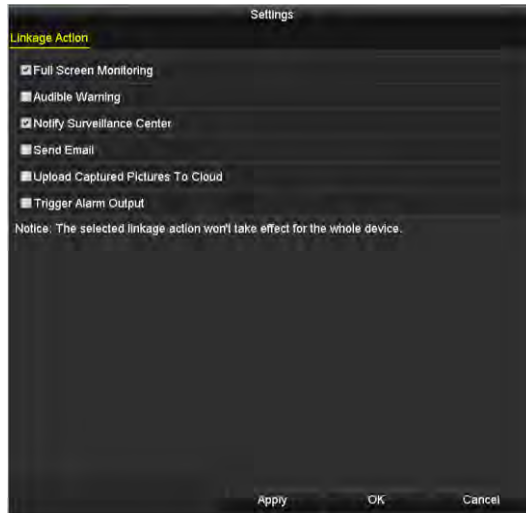 Settings
Linkage Action
Full Screen Monitoring
Audible Warning
Notify Surveillance Center
Send Email
Upload Captured Pictures To Cloud
Trigger Alarm Output
Notice: The selected linkage action won't take effect for the whole device.
Apply OK Cancel